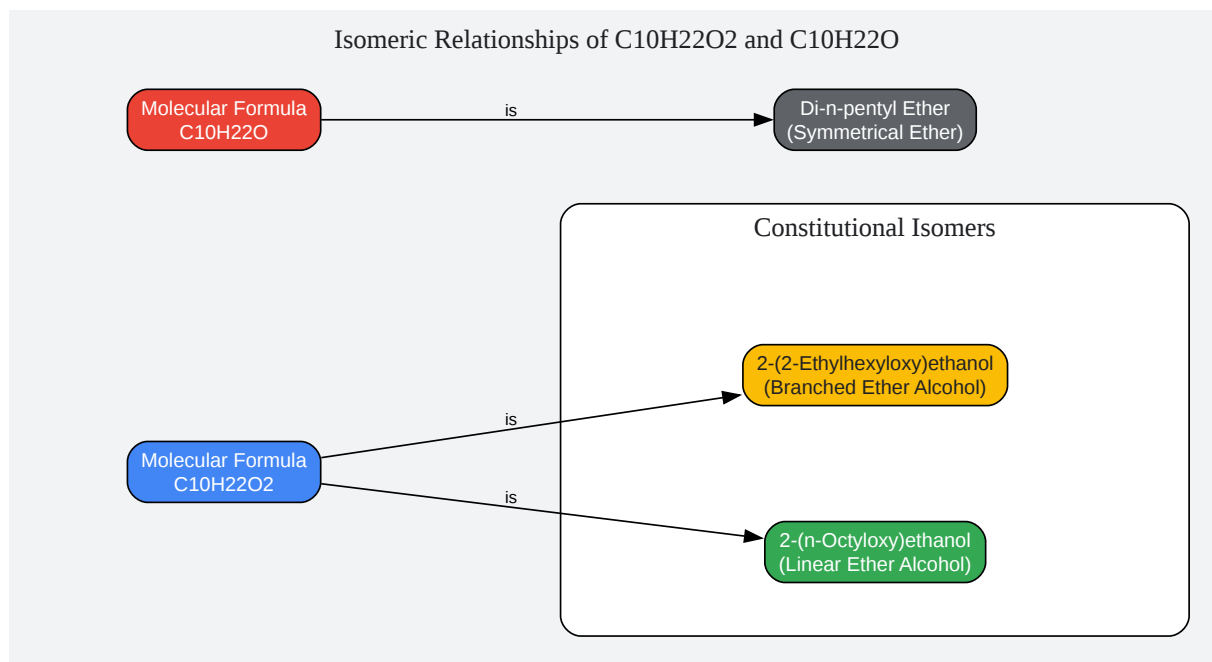 Isomeric Relationships of C10H22O2 and C10H22O
Molecular Formula
C10H22O
is
Di-n-pentyl Ether
(Symmetrical Ether)
Constitutional Isomers
2-(2-Ethylhexyloxy)ethanol
(Branched Ether Alcohol)
is
Molecular Formula
C10H22O2
is
2-(n-Octyloxy)ethanol
(Linear Ether Alcohol)